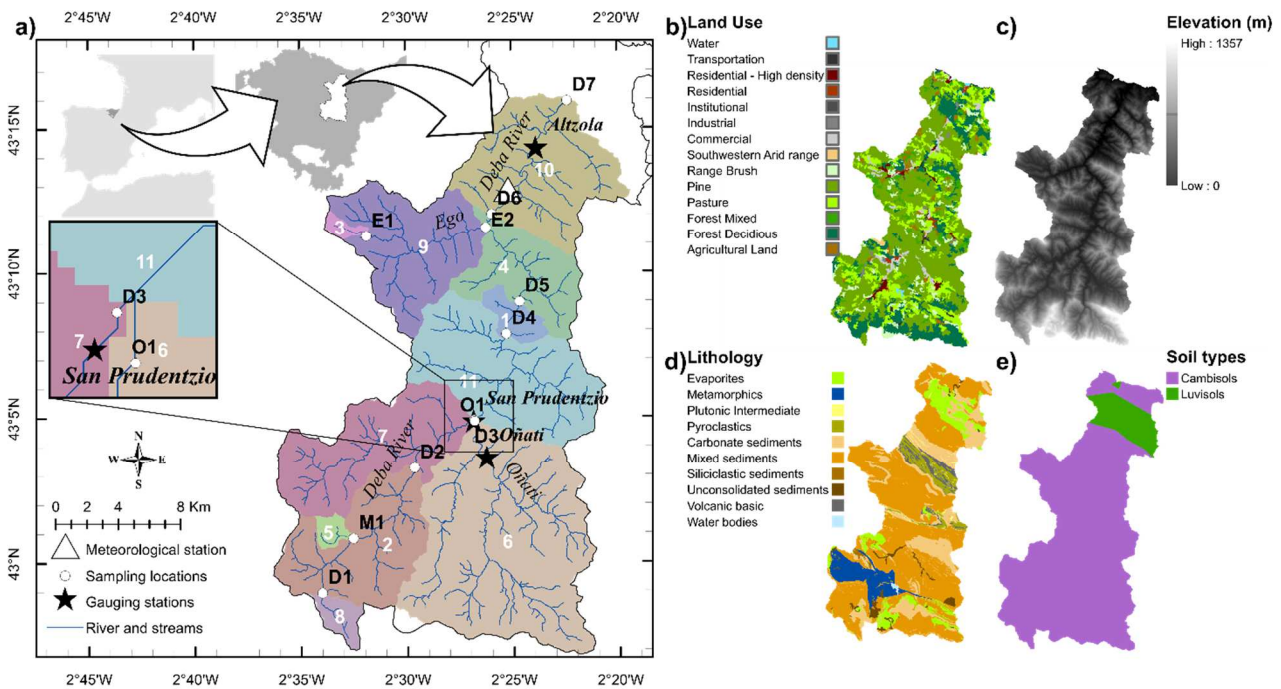 a)
2°45'W 2°40'W 2°35'W 2°30'W 2°25'W 2°20'W
43°15'N
43°10'N
43°5'N
43°N
D7
Altzola
Deba River
10
D6
E1
Ego
E2
3
9
4
D5
D4
1
11
D3
7
O1
6
San Prudentzio
11
O1
San Prudentzio
D3
Oñati
7
D2
Deba River
Oñati
M1
5
2
6
D1
8
N
W E
S
0 2 4 8 Km
Meteorological station
Sampling locations
Gauging stations
River and streams
2°45'W 2°40'W 2°35'W 2°30'W 2°25'W 2°20'W
b) Land Use
Water
Transportation
Residential - High density
Residential
Institutional
Industrial
Commercial
Southwestern Arid range
Range Brush
Pine
Pasture
Forest Mixed
Forest Decidious
Agricultural Land
c) Elevation (m)
High : 1357
Low : 0
d) Lithology
Evaporites
Metamorphics
Plutonic Intermediate
Pyroclastics
Carbonate sediments
Mixed sediments
Siliciclastic sediments
Unconsolidated sediments
Volcanic basic
Water bodies
e) Soil types
Cambisols
Luvisols